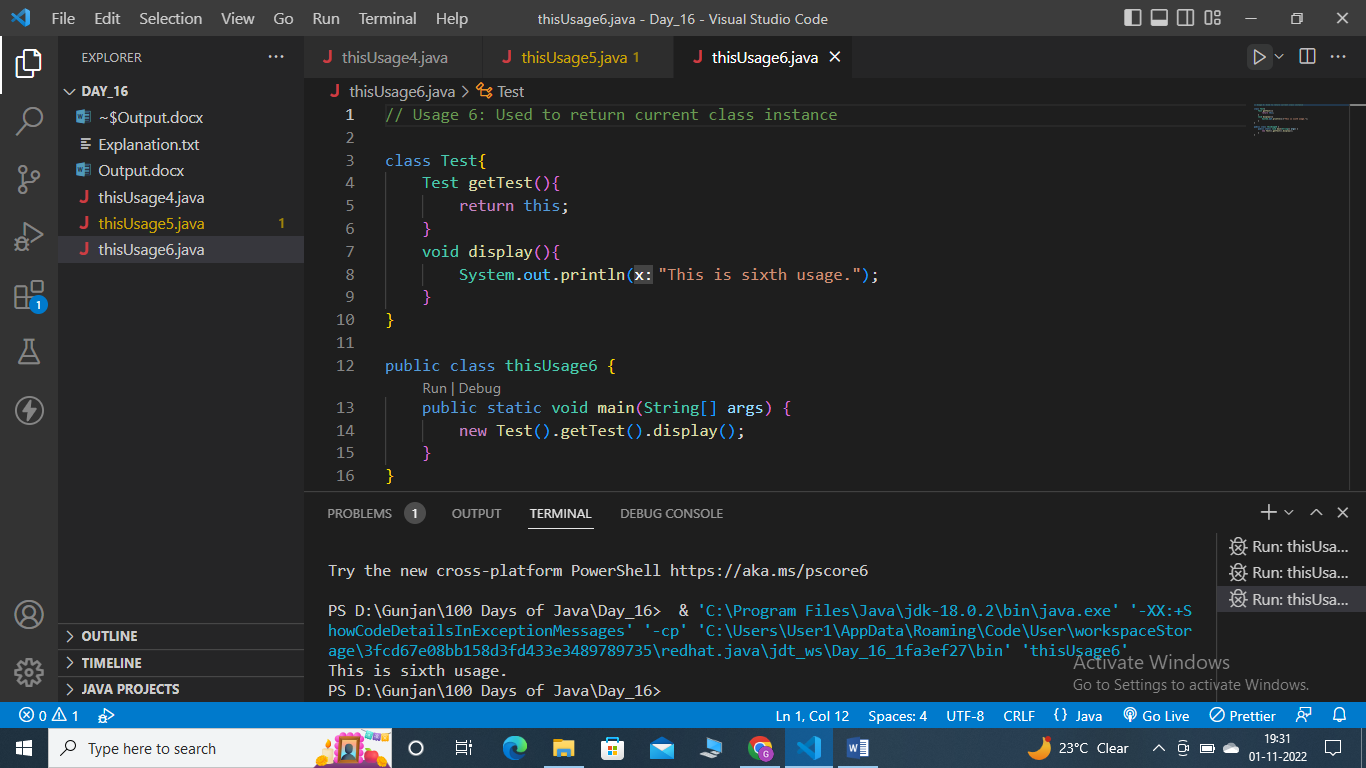 File Edit Selection View Go Run Terminal Help thisUsage6.java - Day_16 - Visual Studio Code
EXPLORER
DAY_16
~$Output.docx
Explanation.txt
Output.docx
thisUsage4.java
thisUsage5.java 1
thisUsage6.java
1
OUTLINE
TIMELINE
JAVA PROJECTS
thisUsage4.java thisUsage5.java 1 thisUsage6.java
thisUsage6.java > Test
1 // Usage 6: Used to return current class instance
2
3 class Test{
4 Test getTest(){
5 return this;
6 }
7 void display(){
8 System.out.println(x:"This is sixth usage.");
9 }
10 }
11
12 public class thisUsage6 {
Run | Debug
13 public static void main(String[] args) {
14 new Test().getTest().display();
15 }
16 }
PROBLEMS 1 OUTPUT TERMINAL DEBUG CONSOLE
Try the new cross-platform PowerShell https://aka.ms/pscore6
PS D:\Gunjan\100 Days of Java\Day_16> & 'C:\Program Files\Java\jdk-18.0.2\bin\java.exe' '-XX:+S
howCodeDetailsInExceptionMessages' '-cp' 'C:\Users\User1\AppData\Roaming\Code\User\workspaceStor
age\3fcd67e08bb158d3fd433e3489789735\redhat.java\jdt_ws\Day_16_1fa3ef27\bin' 'thisUsage6'
This is sixth usage.
PS D:\Gunjan\100 Days of Java\Day_16>
Run: thisUsa...
Run: thisUsa...
Run: thisUsa...
Activate Windows
Go to Settings to activate Windows.
0 1 Ln 1, Col 12 Spaces: 4 UTF-8 CRLF {} Java Go Live Prettier
Type here to search
23°C Clear
19:31
01-11-2022